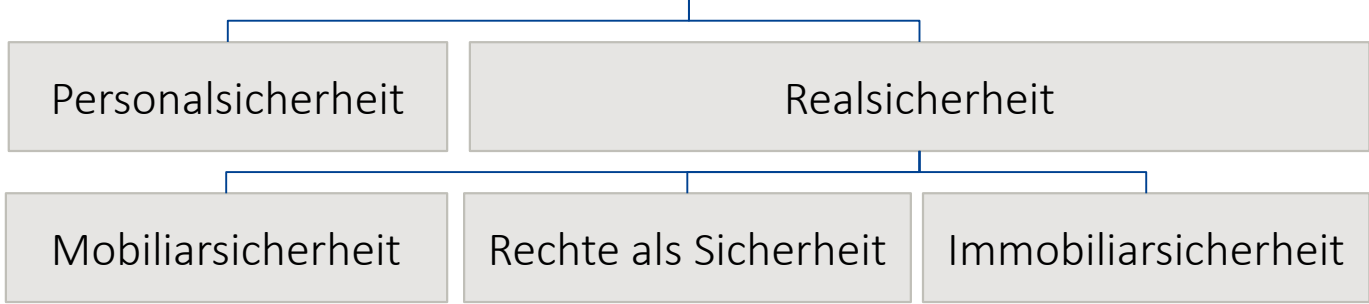 Personalsicherheit
Realsicherheit
Mobiliarsicherheit
Rechte als Sicherheit
Immobiliarsicherheit